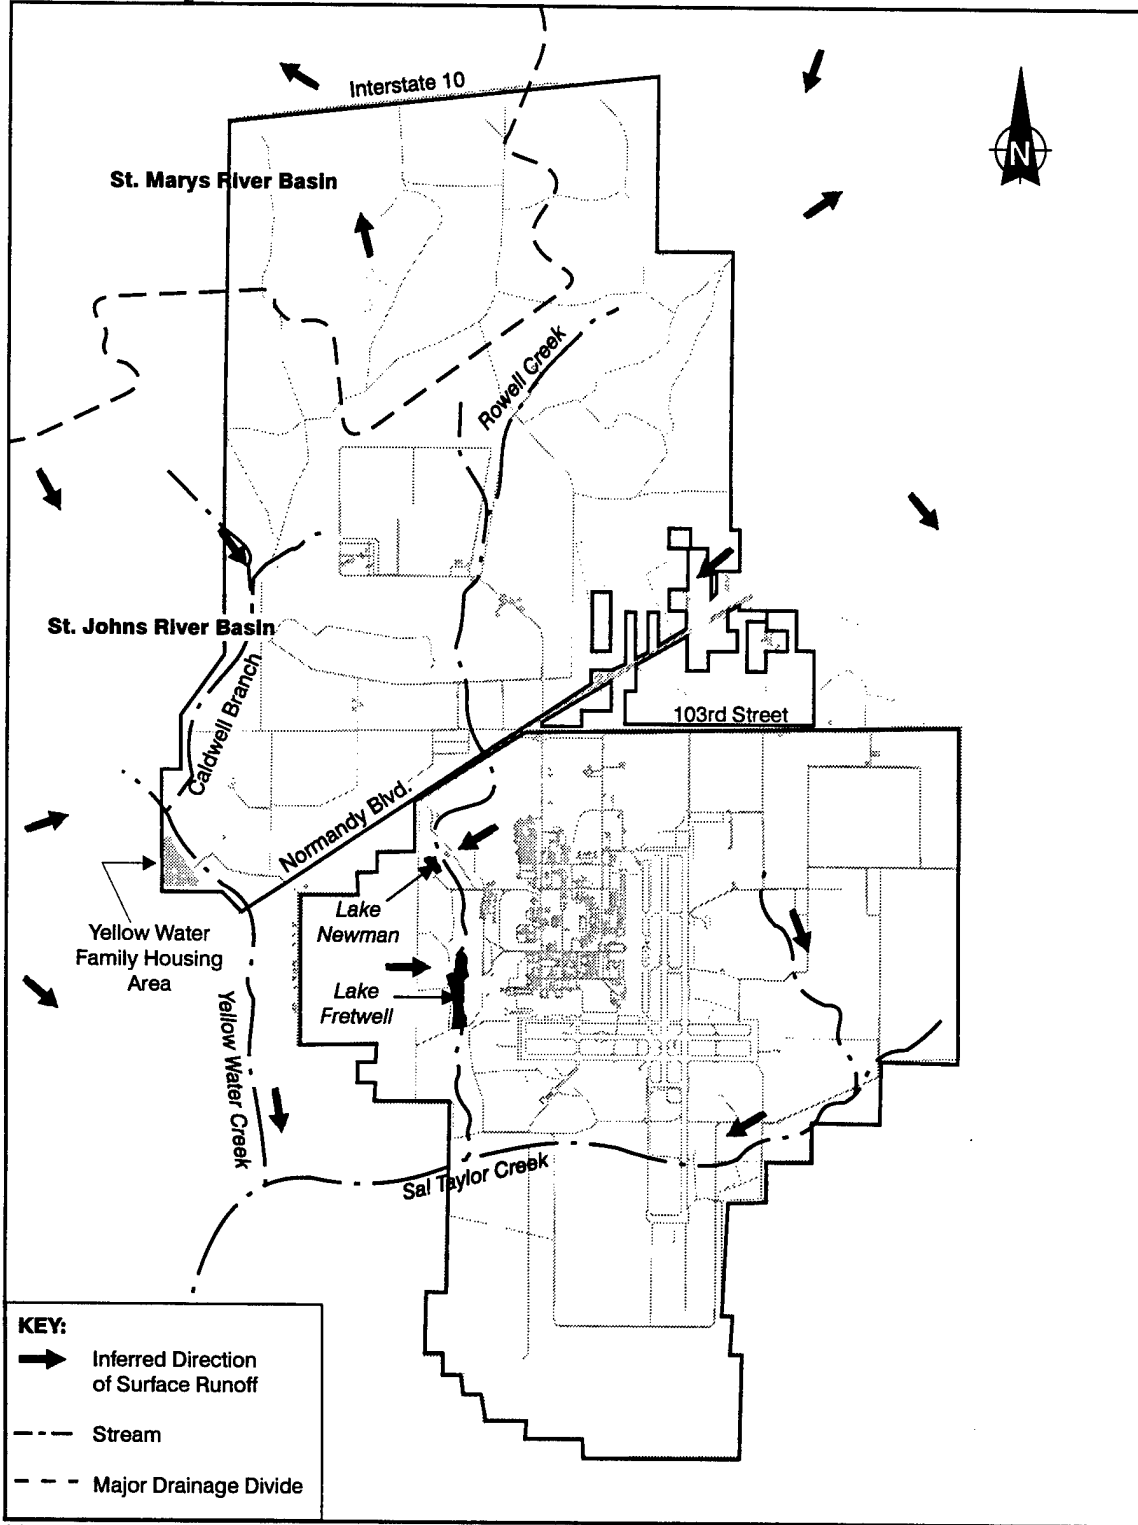 Interstate 10
N
St. Marys River Basin
Rowell Creek
St. Johns River Basin
Caldwell Branch
103rd Street
Normandy Blvd.
Lake
Newman
Yellow Water
Family Housing
Area
Lake
Fretwell
Yellow Water Creek
Sal Taylor Creek
KEY:
Inferred Direction
of Surface Runoff
Stream
Major Drainage Divide